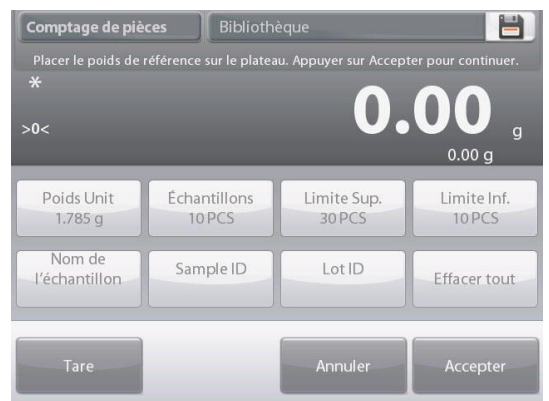 Comptage de pièces
Bibliothèque
Placer le poids de référence sur le plateau. Appuyer sur Accepter pour continuer.
*
0.00 g
>0<
0.00 g
Poids Unit
1.785 g
Échantillons
10 PCS
Limite Sup.
30 PCS
Limite Inf.
10 PCS
Nom de
l'échantillon
Sample ID
Lot ID
Effacer tout
Tare
Annuler
Accepter